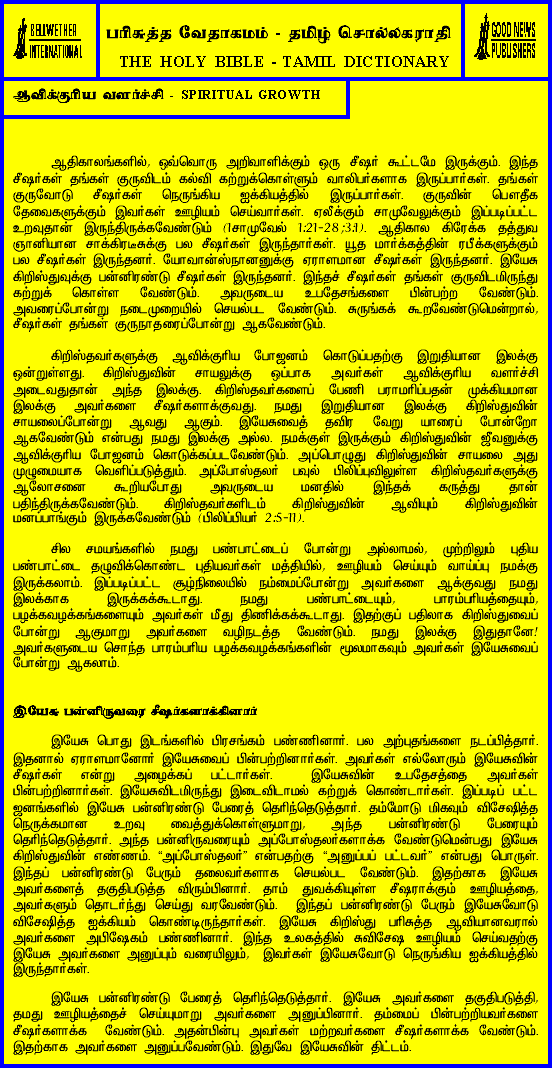 BELLWETHER
INTERNATIONAL
பரிசுத்த வேதாகமம் - தமிழ் சொல்லகராதி
THE HOLY BIBLE - TAMIL DICTIONARY
GOOD NEWS
PUBLISHERS
ஆவிக்குரிய வளர்ச்சி - SPIRITUAL GROWTH
ஆதிகாலங்களில், ஒவ்வொரு அறிவாளிக்கும் ஒரு சீஷர் கூட்டமே இருக்கும். இந்த
சீஷர்கள் தங்கள் குருவிடம் கல்வி கற்றுக்கொள்ளும் வாலிபர்களாக இருப்பார்கள். தங்கள்
குருவோடு சீஷர்கள் நெருங்கிய ஐக்கியத்தில் இருப்பார்கள். குருவின் பௌதீக
தேவைகளுக்கும் இவர்கள் ஊழியம் செய்வார்கள். ஏலிக்கும் சாமுவேலுக்கும் இப்படிப்பட்ட
உறவுதான் இருந்திருக்கவேண்டும் (1சாமுவேல் 1:21-28;3:1). ஆதிகால கிரேக்க தத்துவ
ஞானியான சாக்கிரடீசுக்கு பல சீஷர்கள் இருந்தார்கள். யூத மார்க்கத்தின் ரபீக்களுக்கும்
பல சீஷர்கள் இருந்தனர். யோவான்ஸ்நானனுக்கு ஏராளமான சீஷர்கள் இருந்தனர். இயேசு
கிறிஸ்துவுக்கு பன்னிரண்டு சீஷர்கள் இருந்தனர். இந்தச் சீஷர்கள் தங்கள் குருவிடமிருந்து
கற்றுக் கொள்ள வேண்டும். அவருடைய உபதேசங்களை பின்பற்ற வேண்டும்.
அவரைப்போன்று நடைமுறையில் செயல்பட வேண்டும். சுருங்கக் கூறவேண்டுமென்றால்,
சீஷர்கள் தங்கள் குருநாதரைப்போன்று ஆகவேண்டும்.
கிறிஸ்தவர்களுக்கு ஆவிக்குரிய போஜனம் கொடுப்பதற்கு இறுதியான இலக்கு
ஒன்றுள்ளது. கிறிஸ்துவின் சாயலுக்கு ஒப்பாக அவர்கள் ஆவிக்குரிய வளர்ச்சி
அடைவதுதான் அந்த இலக்கு. கிறிஸ்தவர்களைப் பேணி பராமரிப்பதன் முக்கியமான
இலக்கு அவர்களை சீஷர்களாக்குவது. நமது இறுதியான இலக்கு கிறிஸ்துவின்
சாயலைப்போன்று ஆவது ஆகும். இயேசுவைத் தவிர வேறு யாரைப் போன்றோ
ஆகவேண்டும் என்பது நமது இலக்கு அல்ல. நமக்குள் இருக்கும் கிறிஸ்துவின் ஜீவனுக்கு
ஆவிக்குரிய போஜனம் கொடுக்கப்படவேண்டும். அப்பொழுது கிறிஸ்துவின் சாயலை அது
முழுமையாக வெளிப்படுத்தும். அப்போஸ்தலர் பவுல் பிலிப்புவிலுள்ள கிறிஸ்தவர்களுக்கு
ஆலோசனை கூறியபோது அவருடைய மனதில் இந்தக் கருத்து தான்
பதிந்திருக்கவேண்டும். கிறிஸ்தவர்களிடம் கிறிஸ்துவின் ஆவியும் கிறிஸ்துவின்
மனப்பாங்கும் இருக்கவேண்டும் (பிலிப்பியர் 2:5-11).
சில சமயங்களில் நமது பண்பாட்டைப் போன்று அல்லாமல், முற்றிலும் புதிய
பண்பாட்டை தழுவிக்கொண்ட புதியவர்கள் மத்தியில், ஊழியம் செய்யும் வாய்ப்பு நமக்கு
இருக்கலாம். இப்படிப்பட்ட சூழ்நிலையில் நம்மைப்போன்று அவர்களை ஆக்குவது நமது
இலக்காக இருக்கக்கூடாது. நமது பண்பாட்டையும், பாரம்பரியத்தையும்,
பழக்கவழக்கங்களையும் அவர்கள் மீது திணிக்கக்கூடாது. இதற்குப் பதிலாக கிறிஸ்துவைப்
போன்று ஆகுமாறு அவர்களை வழிநடத்த வேண்டும். நமது இலக்கு இதுதானே!
அவர்களுடைய சொந்த பாரம்பரிய பழக்கவழக்கங்களின் மூலமாகவும் அவர்கள் இயேசுவைப்
போன்று ஆகலாம்.
இயேசு பன்னிருவரை சீஷர்களாக்கினார்
இயேசு பொது இடங்களில் பிரசங்கம் பண்ணினார். பல அற்புதங்களை நடப்பித்தார்.
இதனால் ஏராளமானோர் இயேசுவைப் பின்பற்றினார்கள். அவர்கள் எல்லோரும் இயேசுவின்
சீஷர்கள் என்று அழைக்கப் பட்டார்கள். இயேசுவின் உபதேசத்தை அவர்கள்
பின்பற்றினார்கள். இயேசுவிடமிருந்து இடைவிடாமல் கற்றுக் கொண்டார்கள். இப்படிப் பட்ட
ஜனங்களில் இயேசு பன்னிரண்டு பேரைத் தெரிந்தெடுத்தார். தம்மோடு மிகவும் விசேஷித்த
நெருக்கமான உறவு வைத்துக்கொள்ளுமாறு, அந்த பன்னிரண்டு பேரையும்
தெரிந்தெடுத்தார். அந்த பன்னிருவரையும் அப்போஸ்தலர்களாக்க வேண்டுமென்பது இயேசு
கிறிஸ்துவின் எண்ணம். “அப்போஸ்தலர்” என்பதற்கு “அனுப்பப் பட்டவர்” என்பது பொருள்.
இந்தப் பன்னிரண்டு பேரும் தலைவர்களாக செயல்பட வேண்டும். இதற்காக இயேசு
அவர்களைத் தகுதிபடுத்த விரும்பினார். தாம் துவக்கியுள்ள சீஷராக்கும் ஊழியத்தை,
அவர்களும் தொடர்ந்து செய்து வரவேண்டும். இந்தப் பன்னிரண்டு பேரும் இயேசுவோடு
விசேஷித்த ஐக்கியம் கொண்டிருந்தார்கள். இயேசு கிறிஸ்து பரிசுத்த ஆவியானவரால்
அவர்களை அபிஷேகம் பண்ணினார். இந்த உலகத்தில் சுவிசேஷ ஊழியம் செய்வதற்கு
இயேசு அவர்களை அனுப்பும் வரையிலும், இவர்கள் இயேசுவோடு நெருங்கிய ஐக்கியத்தில்
இருந்தார்கள்.
இயேசு பன்னிரண்டு பேரைத் தெரிந்தெடுத்தார். இயேசு அவர்களை தகுதிபடுத்தி,
தமது ஊழியத்தைச் செய்யுமாறு அவர்களை அனுப்பினார். தம்மைப் பின்பற்றியவர்களை
சீஷர்களாக்க வேண்டும். அதன்பின்பு அவர்கள் மற்றவர்களை சீஷர்களாக்க வேண்டும்.
இதற்காக அவர்களை அனுப்பவேண்டும். இதுவே இயேசுவின் திட்டம்.